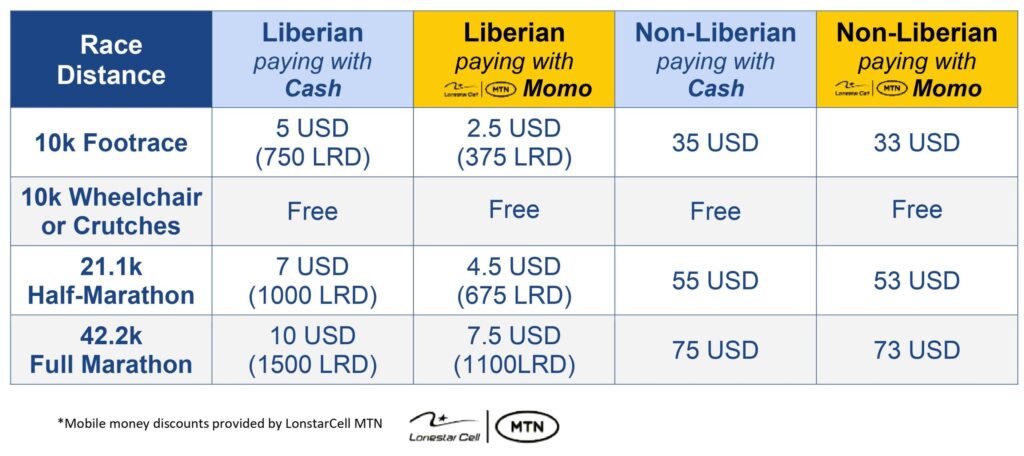 Race Distance
Liberian paying with Cash
Liberian paying with Lonestar Cell MTN Momo
Non-Liberian paying with Cash
Non-Liberian paying with Lonestar Cell MTN Momo
10k Footrace
5 USD (750 LRD)
2.5 USD (375 LRD)
35 USD
33 USD
10k Wheelchair or Crutches
Free
Free
Free
Free
21.1k Half-Marathon
7 USD (1000 LRD)
4.5 USD (675 LRD)
55 USD
53 USD
42.2k Full Marathon
10 USD (1500 LRD)
7.5 USD (1100LRD)
75 USD
73 USD
*Mobile money discounts provided by LonstarCell MTN
Lonestar Cell MTN